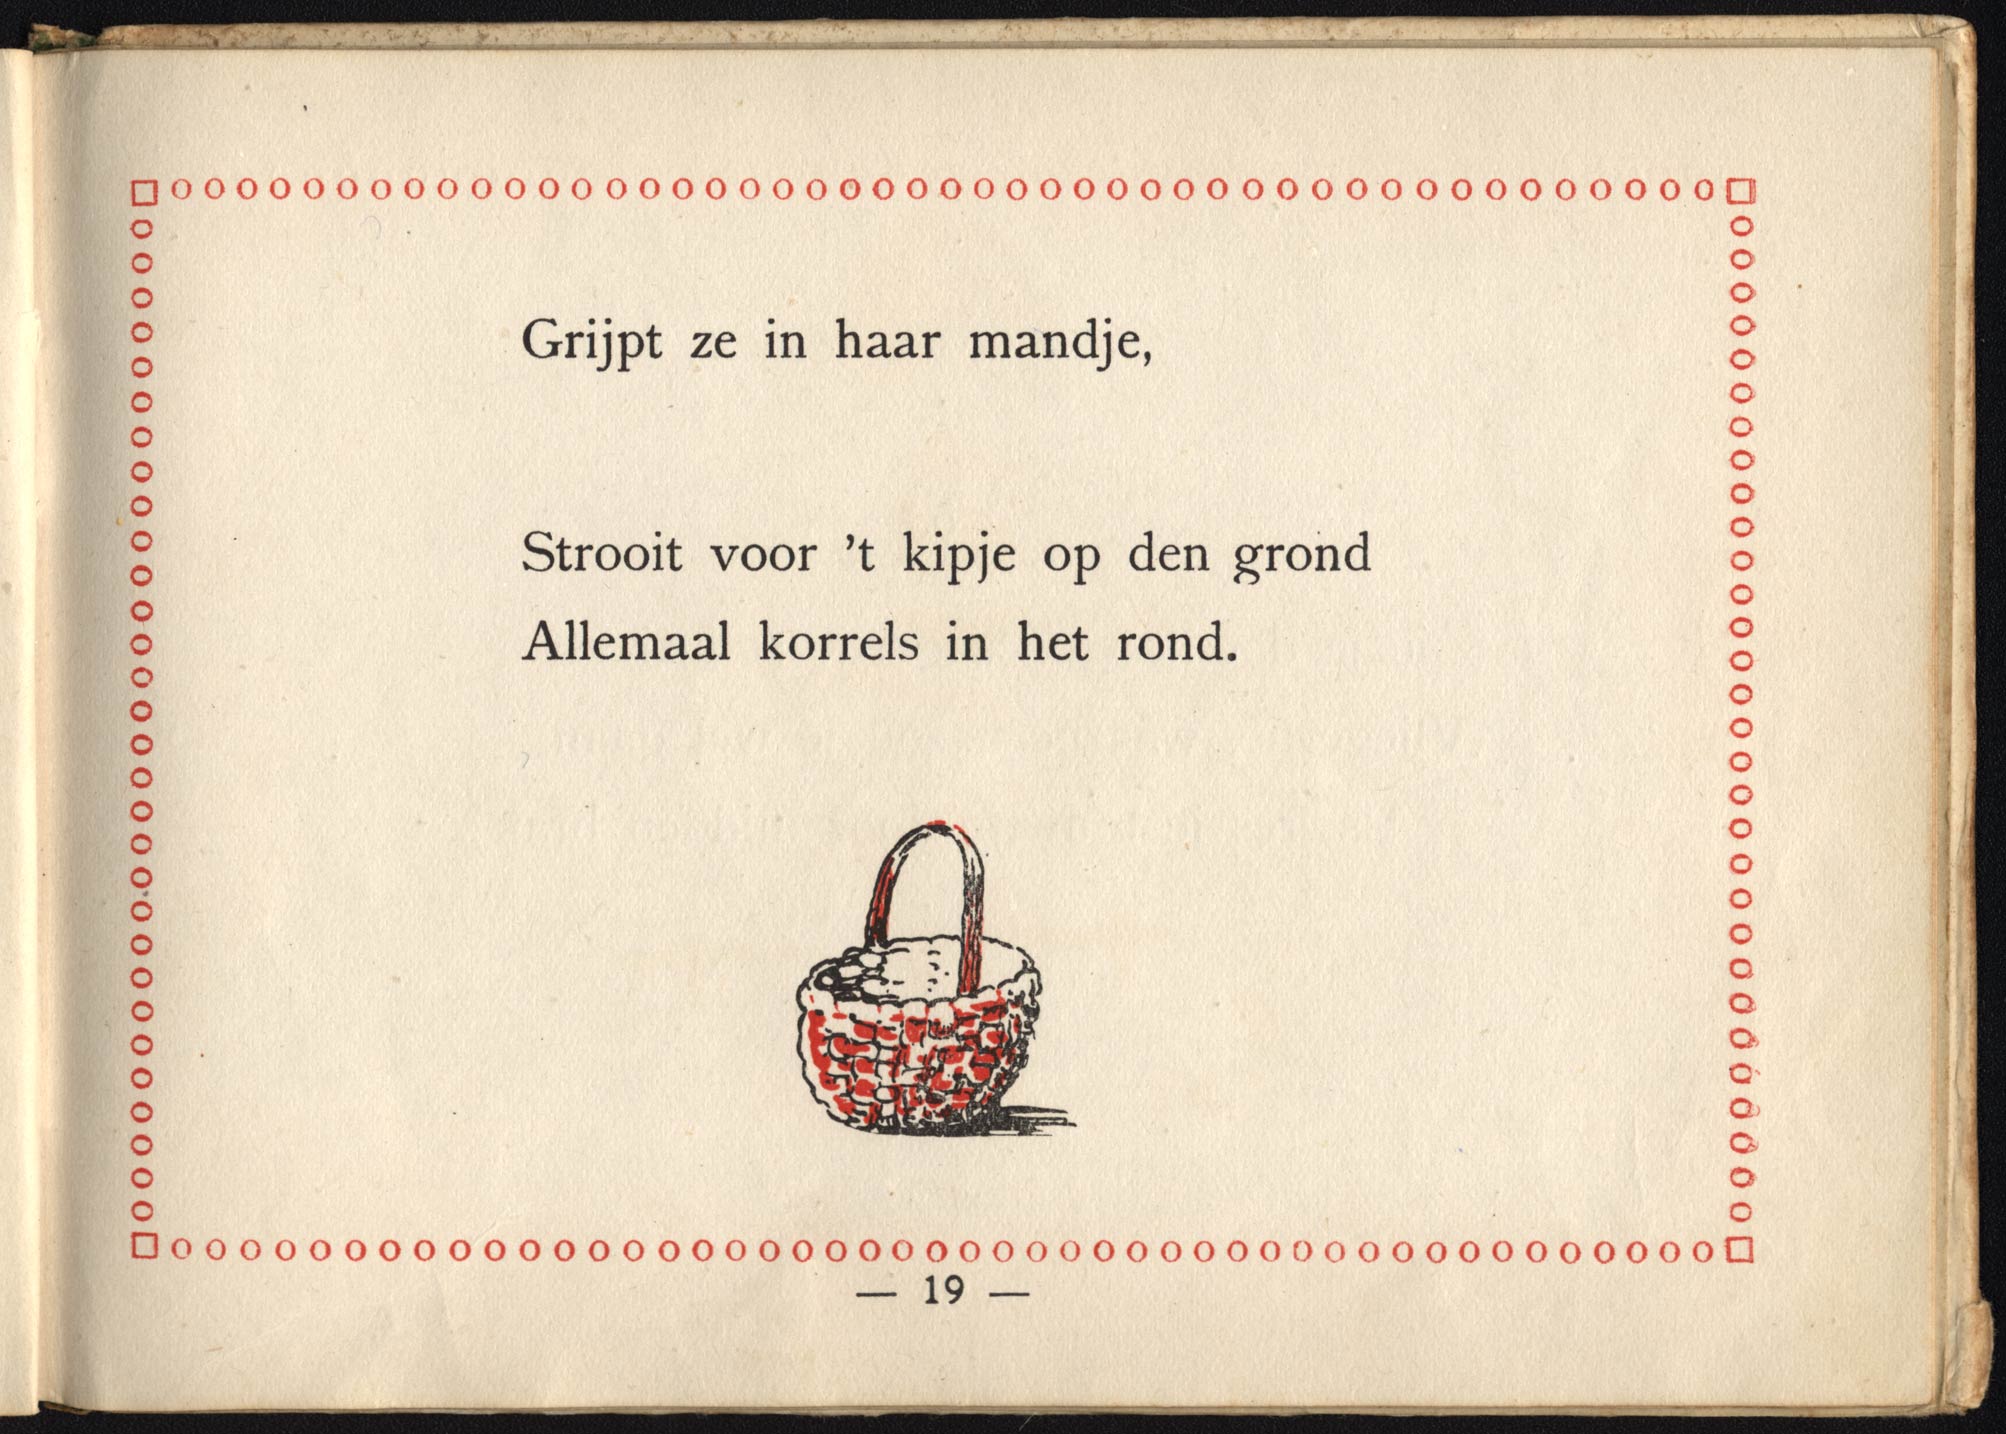 Grijpt ze in haar mandje,
Strooit voor 't kipje op den grond
Allemaal korrels in het rond.
— 19 —